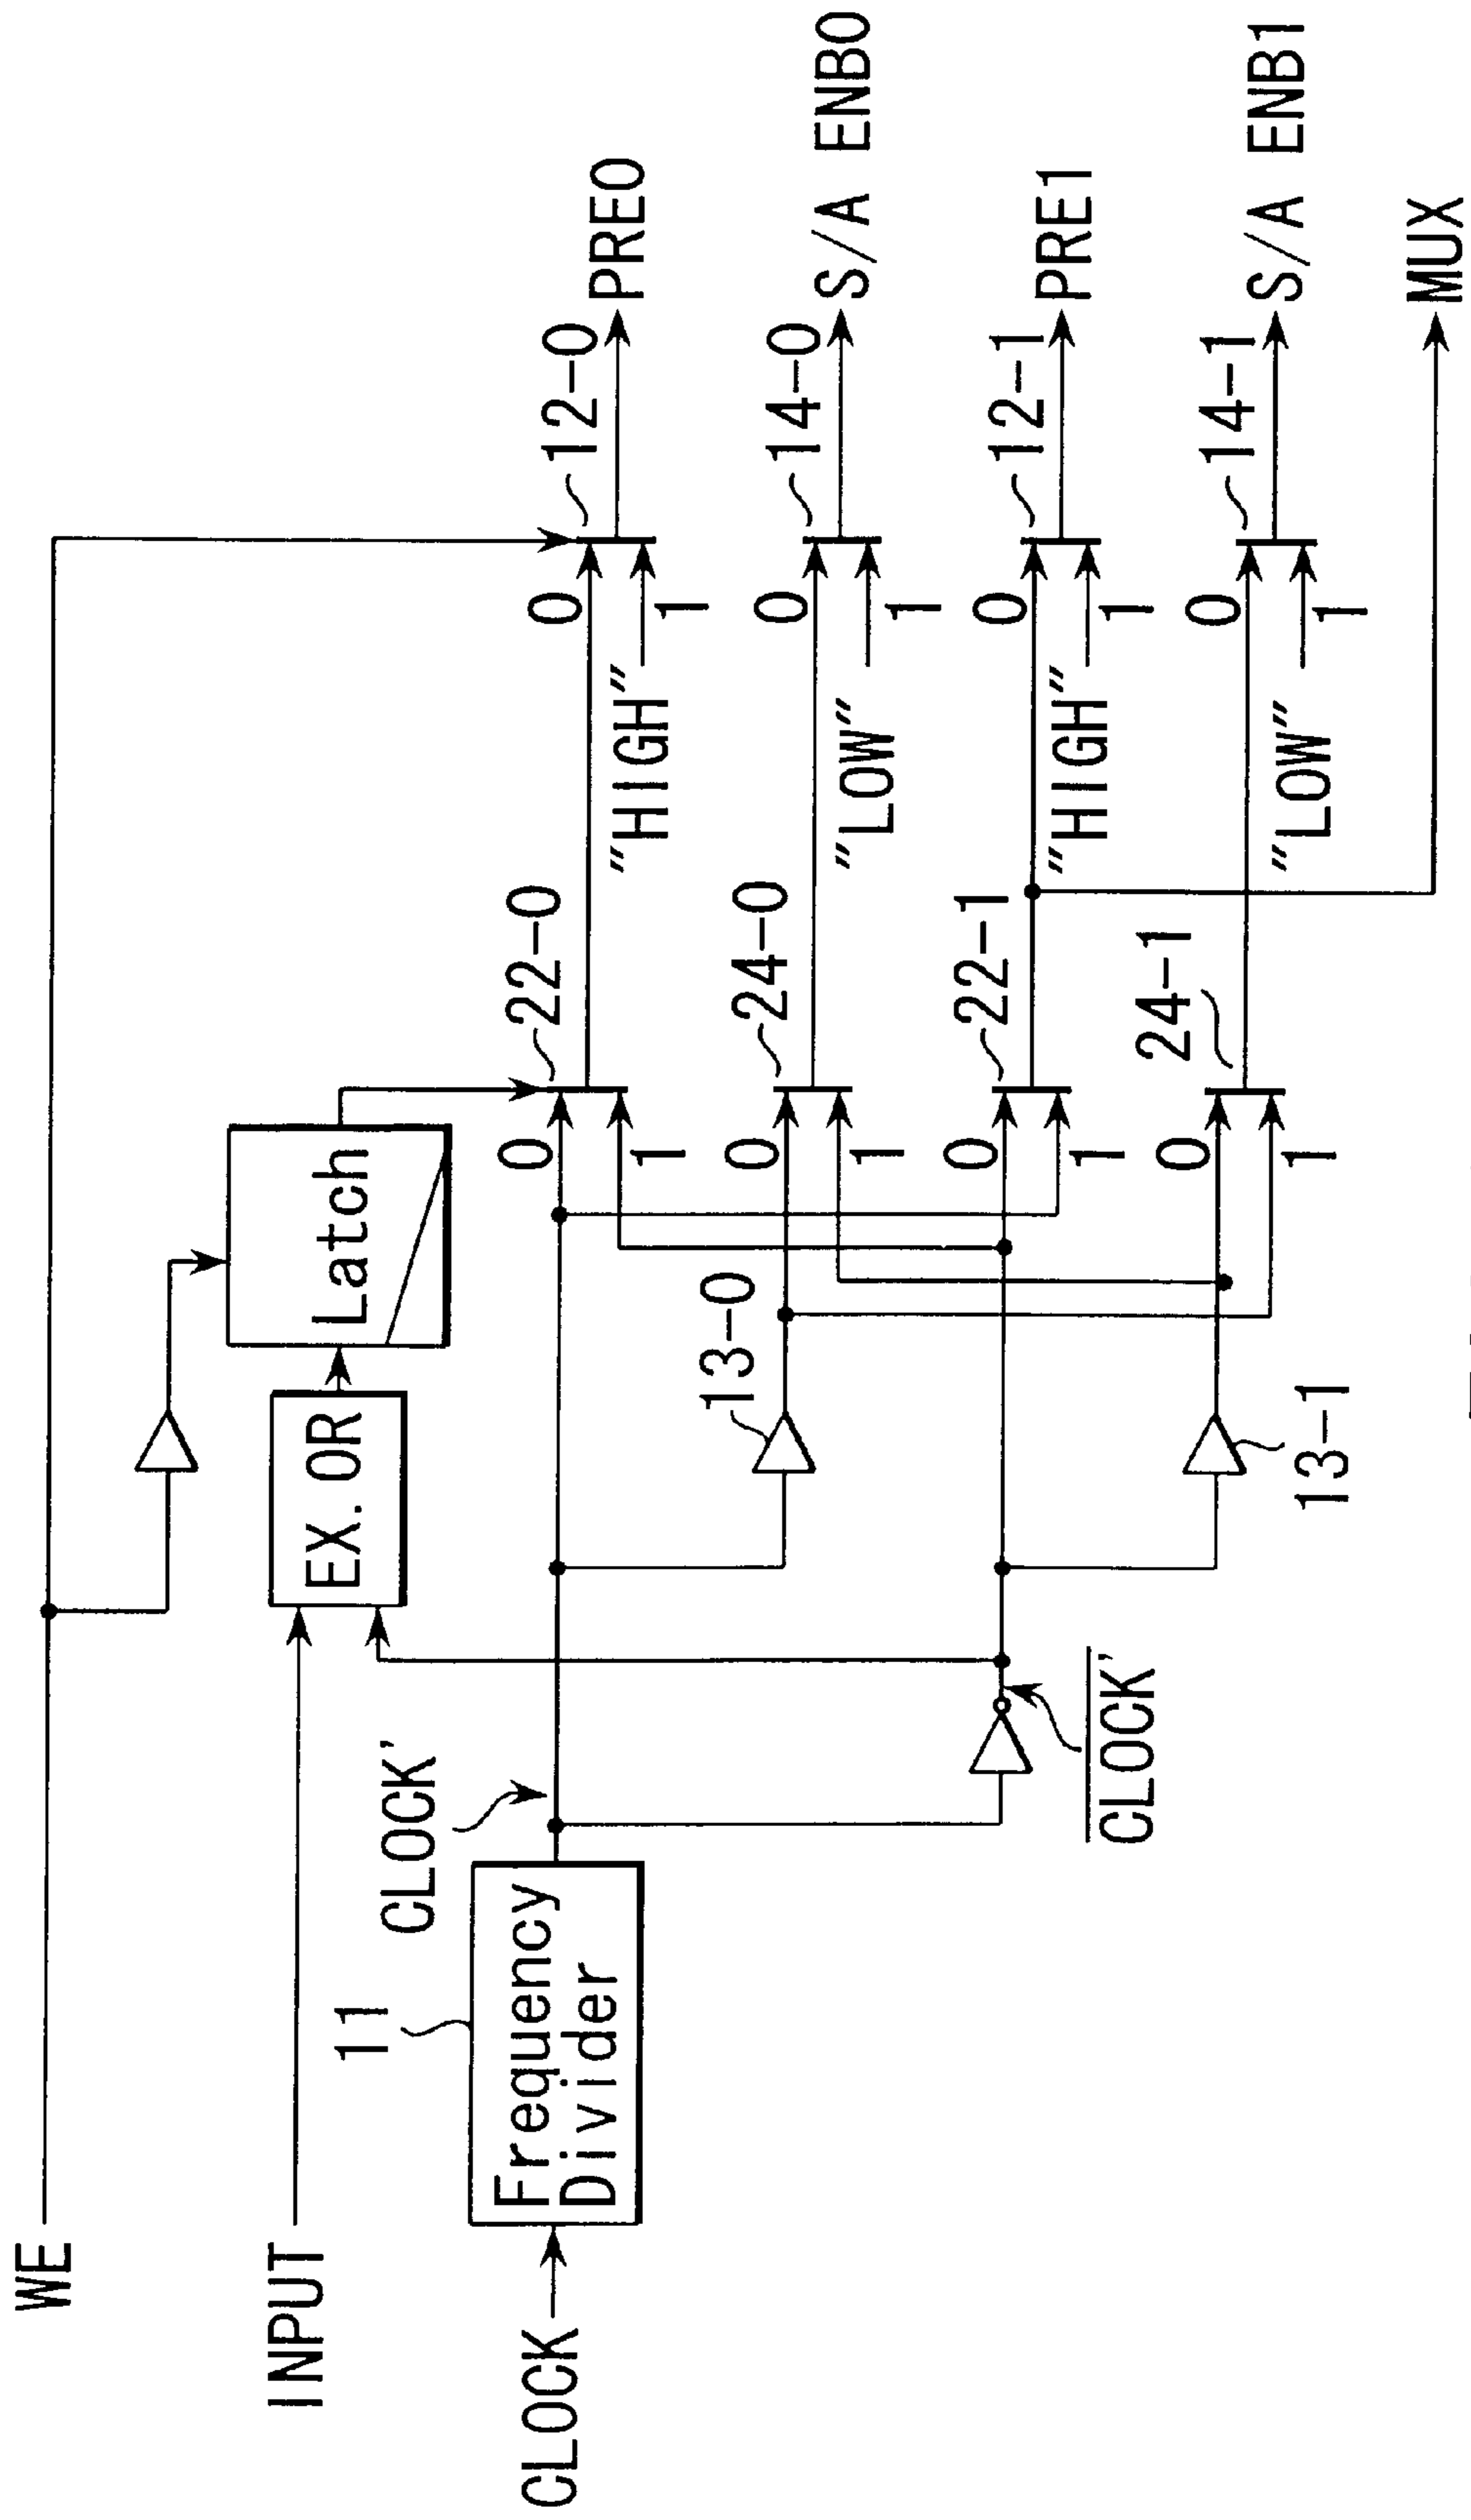 WE
INPUT
CLOCK
11
Frequency
Divider
CLOCK'
CLOCK'
EX. OR
Latch
13-0
13-1
22-0
0
1
24-0
0
1
22-1
0
1
24-1
0
1
"HIGH"
"LOW"
"HIGH"
"LOW"
12-0
0
1
14-0
0
1
12-1
0
1
14-1
0
1
PRE0
S/A ENB0
PRE1
S/A ENB1
MUX